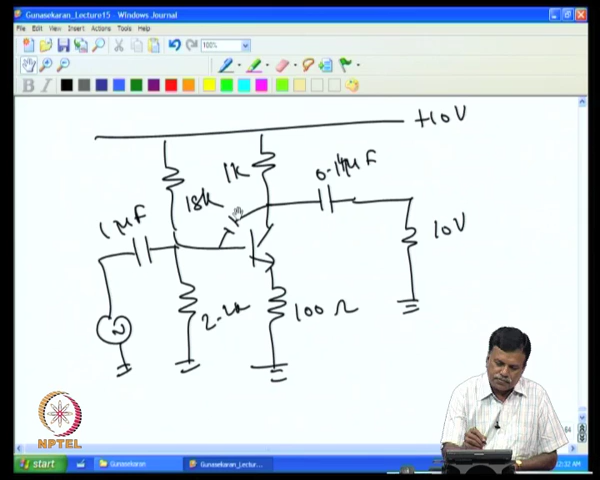 Gunasekaran_Lecture15 - Windows Journal
File Edit View Insert Actions Tools Help
100%
B I
+10V
1k
0.1μF
18k
1μF
10V
2.2k
100Ω
NPTEL
start
Gunasekaran
Gunasekaran_Lectur...